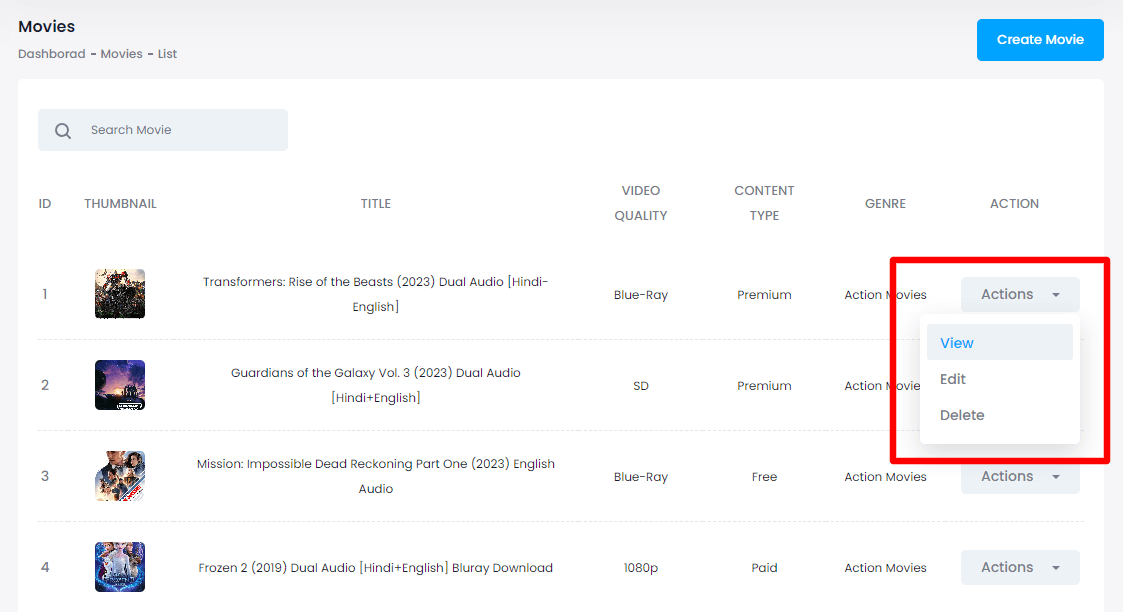 Movies
Create Movie
Dashborad - Movies - List
Search Movie
ID THUMBNAIL TITLE VIDEO QUALITY CONTENT TYPE GENRE ACTION
Transformers: Rise of the Beasts (2023) Dual Audio [Hindi-
1 Blue-Ray Premium Action Movies Actions
English]
View
Guardians of the Galaxy Vol. 3 (2023) Dual Audio
2 SD Premium Action Movie
[Hindi+English]
Edit
Delete
Mission: Impossible Dead Reckoning Part One (2023) English
3 Blue-Ray Free Action Movies Actions
Audio
4 Frozen 2 (2019) Dual Audio [Hindi+English] Bluray Download 1080p Paid Action Movies Actions